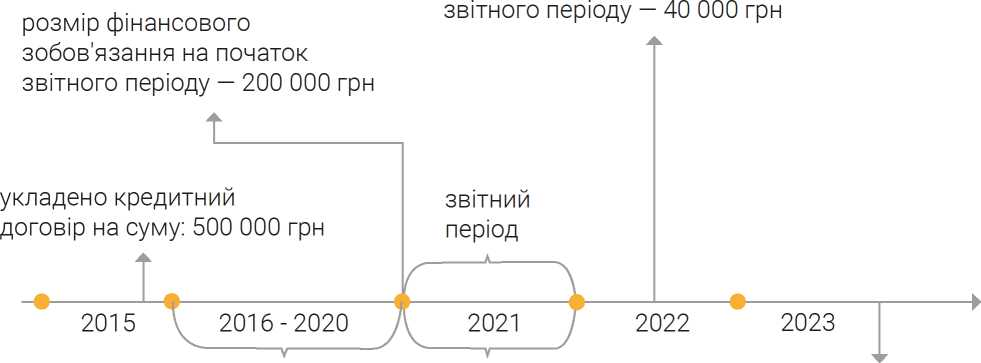 розмір фінансового
зобов'язання на початок
звітного періоду — 200 000 грн
звітного періоду — 40 000 грн
укладено кредитний
договір на суму: 500 000 грн
звітний
період
2015
2016 - 2020
2021
2022
2023